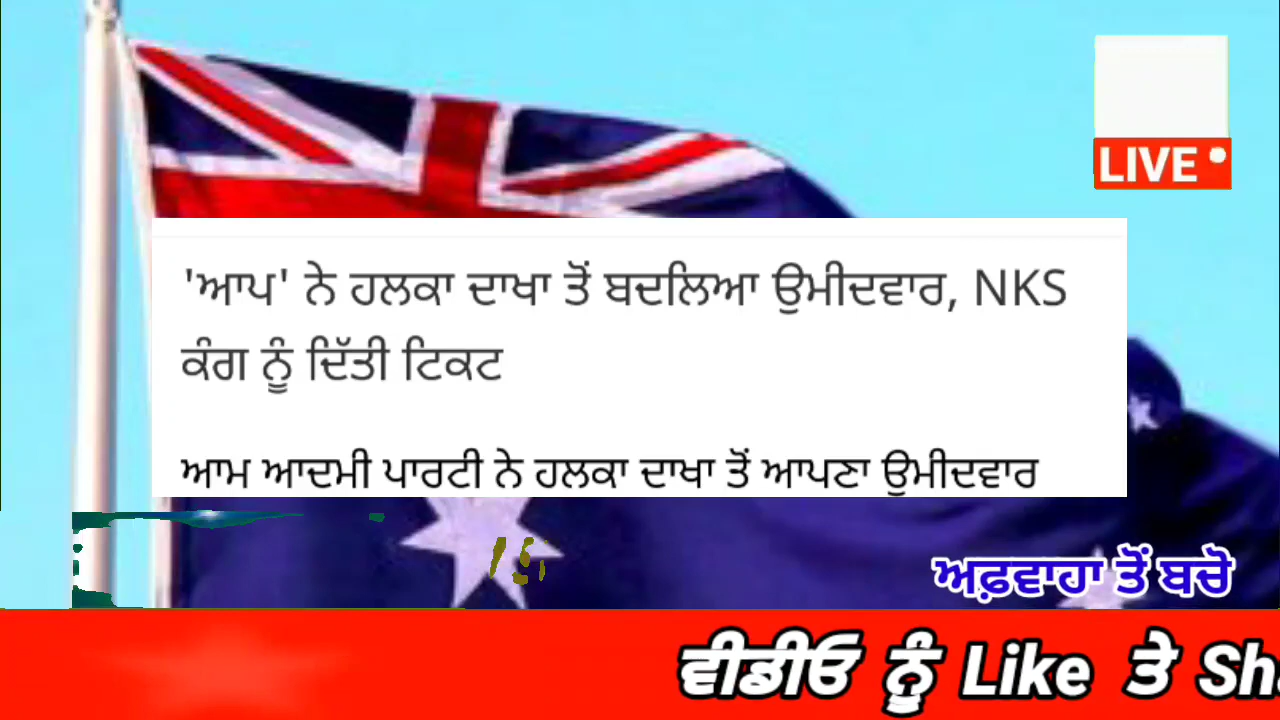 LIVE
'ਆਪ' ਨੇ ਹਲਕਾ ਦਾਖਾ ਤੋਂ ਬਦਲਿਆ ਉਮੀਦਵਾਰ, NKS
ਕੰਗ ਨੂੰ ਦਿੱਤੀ ਟਿਕਟ
ਆਮ ਆਦਮੀ ਪਾਰਟੀ ਨੇ ਹਲਕਾ ਦਾਖਾ ਤੋਂ ਆਪਣਾ ਉਮੀਦਵਾਰ
ਅਫ਼ਵਾਹਾ ਤੋਂ ਬਚੋ
ਵੀਡੀਓ ਨੂੰ Like ਤੇ